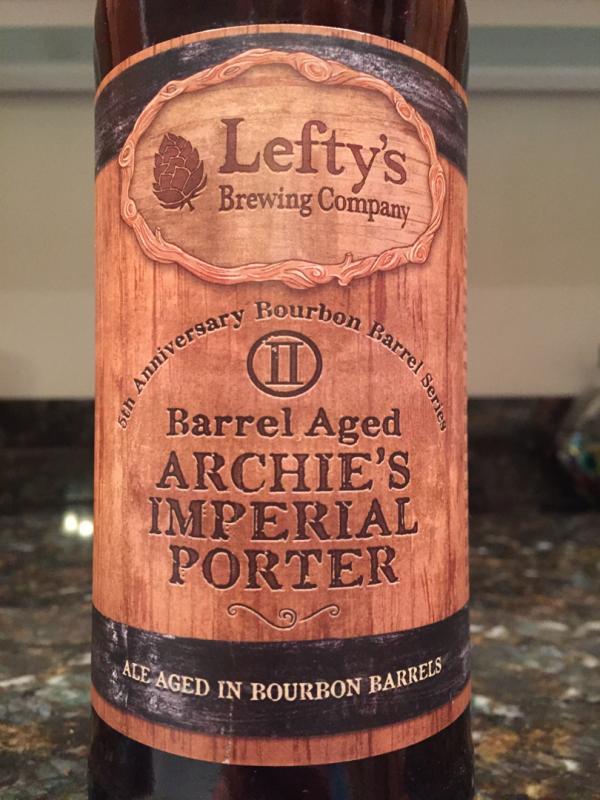 Lefty's
Brewing Company
5th Anniversary Bourbon Barrel Series
II
Barrel Aged
ARCHIE'S
IMPERIAL
PORTER
ALE AGED IN BOURBON BARRELS